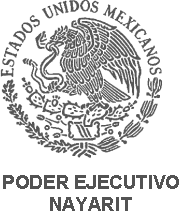 ESTADOS UNIDOS MEXICANOS
PODER EJECUTIVO
NAYARIT